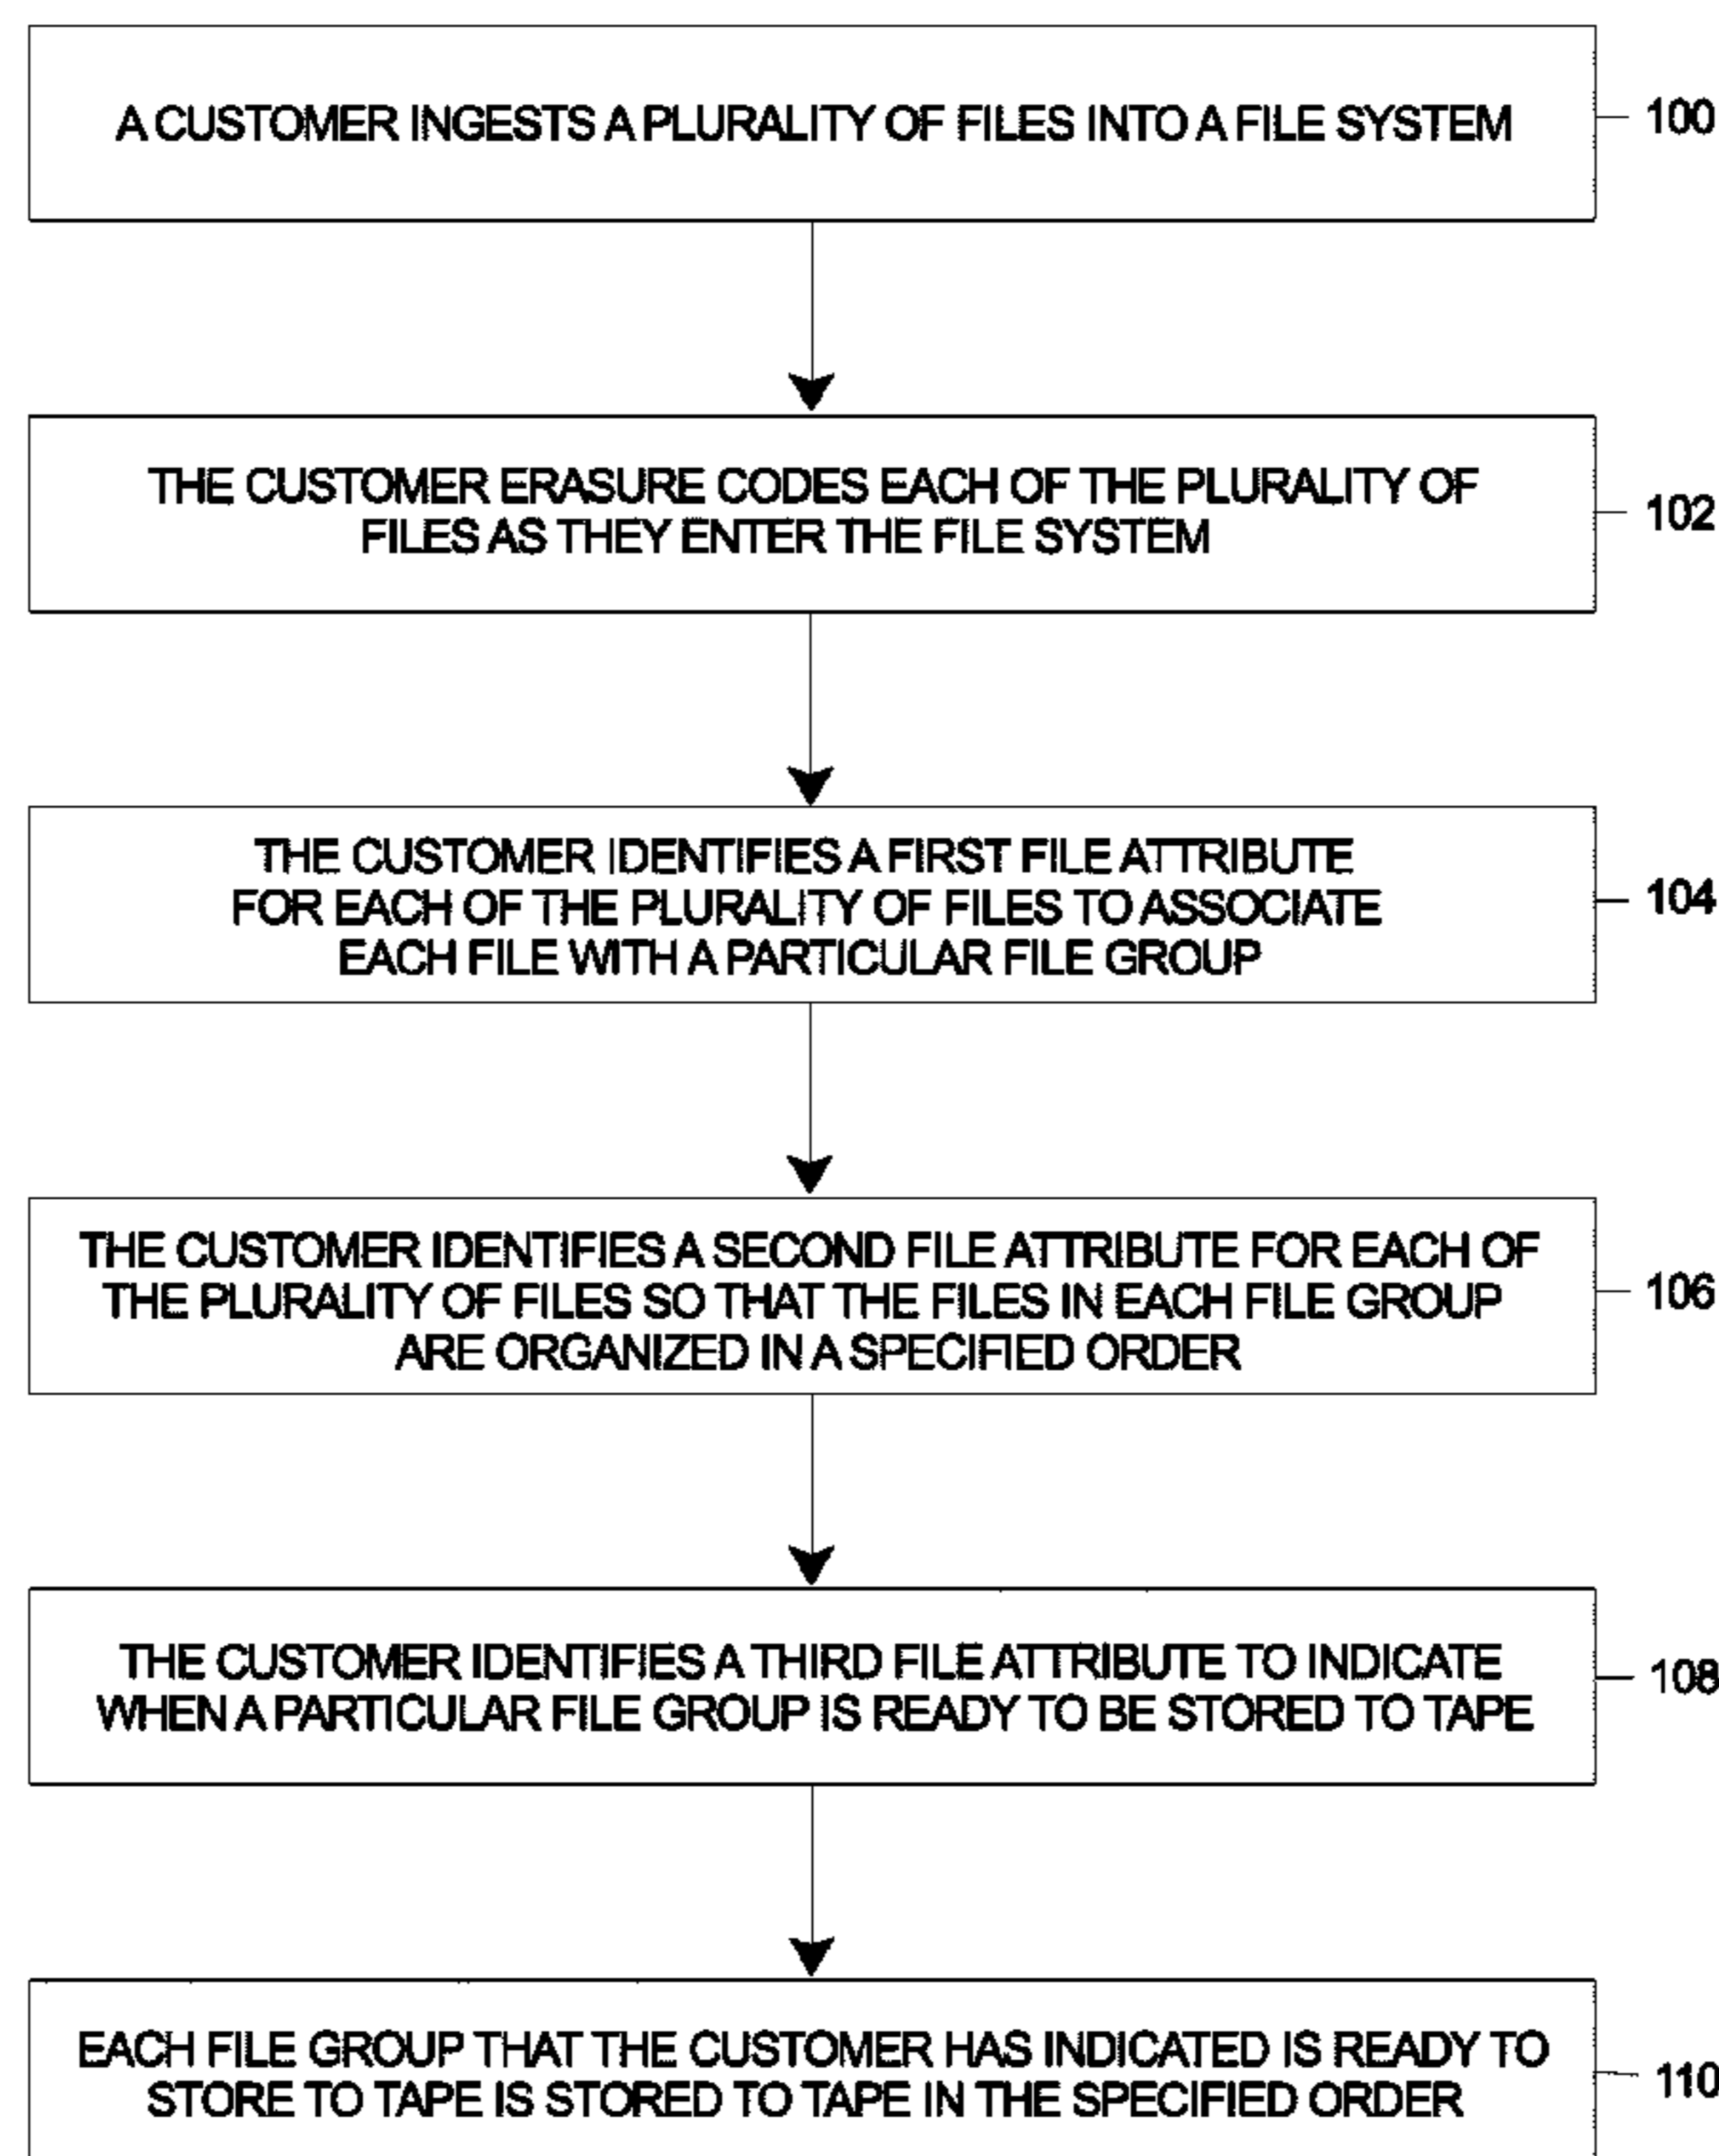 A CUSTOMER INGESTS A PLURALITY OF FILES INTO A FILE SYSTEM
100
THE CUSTOMER ERASURE CODES EACH OF THE PLURALITY OF
FILES AS THEY ENTER THE FILE SYSTEM
102
THE CUSTOMER IDENTIFIES A FIRST FILE ATTRIBUTE
FOR EACH OF THE PLURALITY OF FILES TO ASSOCIATE
EACH FILE WITH A PARTICULAR FILE GROUP
104
THE CUSTOMER IDENTIFIES A SECOND FILE ATTRIBUTE FOR EACH OF
THE PLURALITY OF FILES SO THAT THE FILES IN EACH FILE GROUP
ARE ORGANIZED IN A SPECIFIED ORDER
106
THE CUSTOMER IDENTIFIES A THIRD FILE ATTRIBUTE TO INDICATE
WHEN A PARTICULAR FILE GROUP IS READY TO BE STORED TO TAPE
108
EACH FILE GROUP THAT THE CUSTOMER HAS INDICATED IS READY TO
STORE TO TAPE IS STORED TO TAPE IN THE SPECIFIED ORDER
110